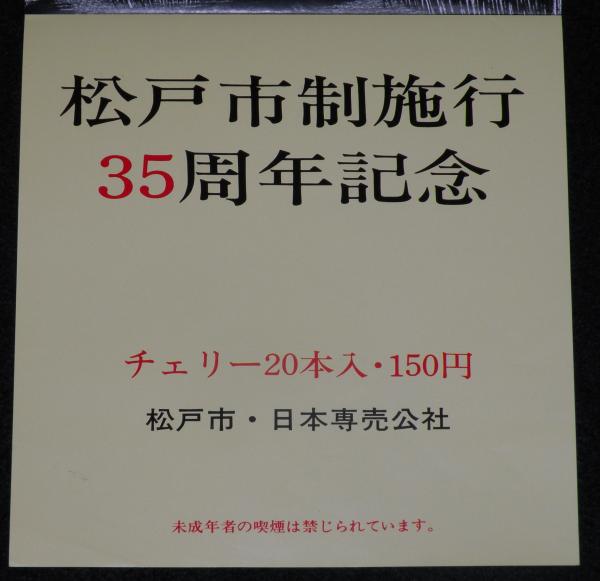 松戸市制施行
35周年記念
チェリー20本入・150円
松戸市・日本専売公社
未成年者の喫煙は禁じられています。